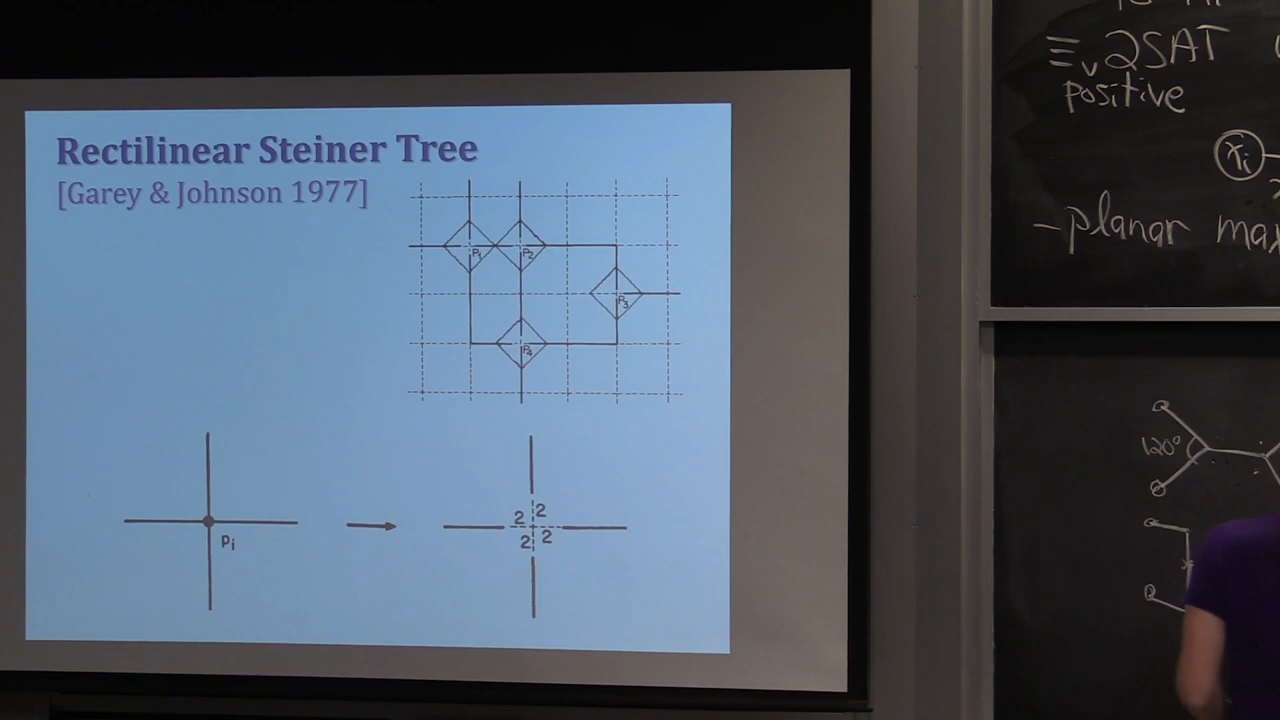 Rectilinear Steiner Tree
[Garey & Johnson 1977]
P1
P2
P3
P4
Pi
2 2
2 2
≡ᵥ 2SAT
positive
xi
- planar max
120°